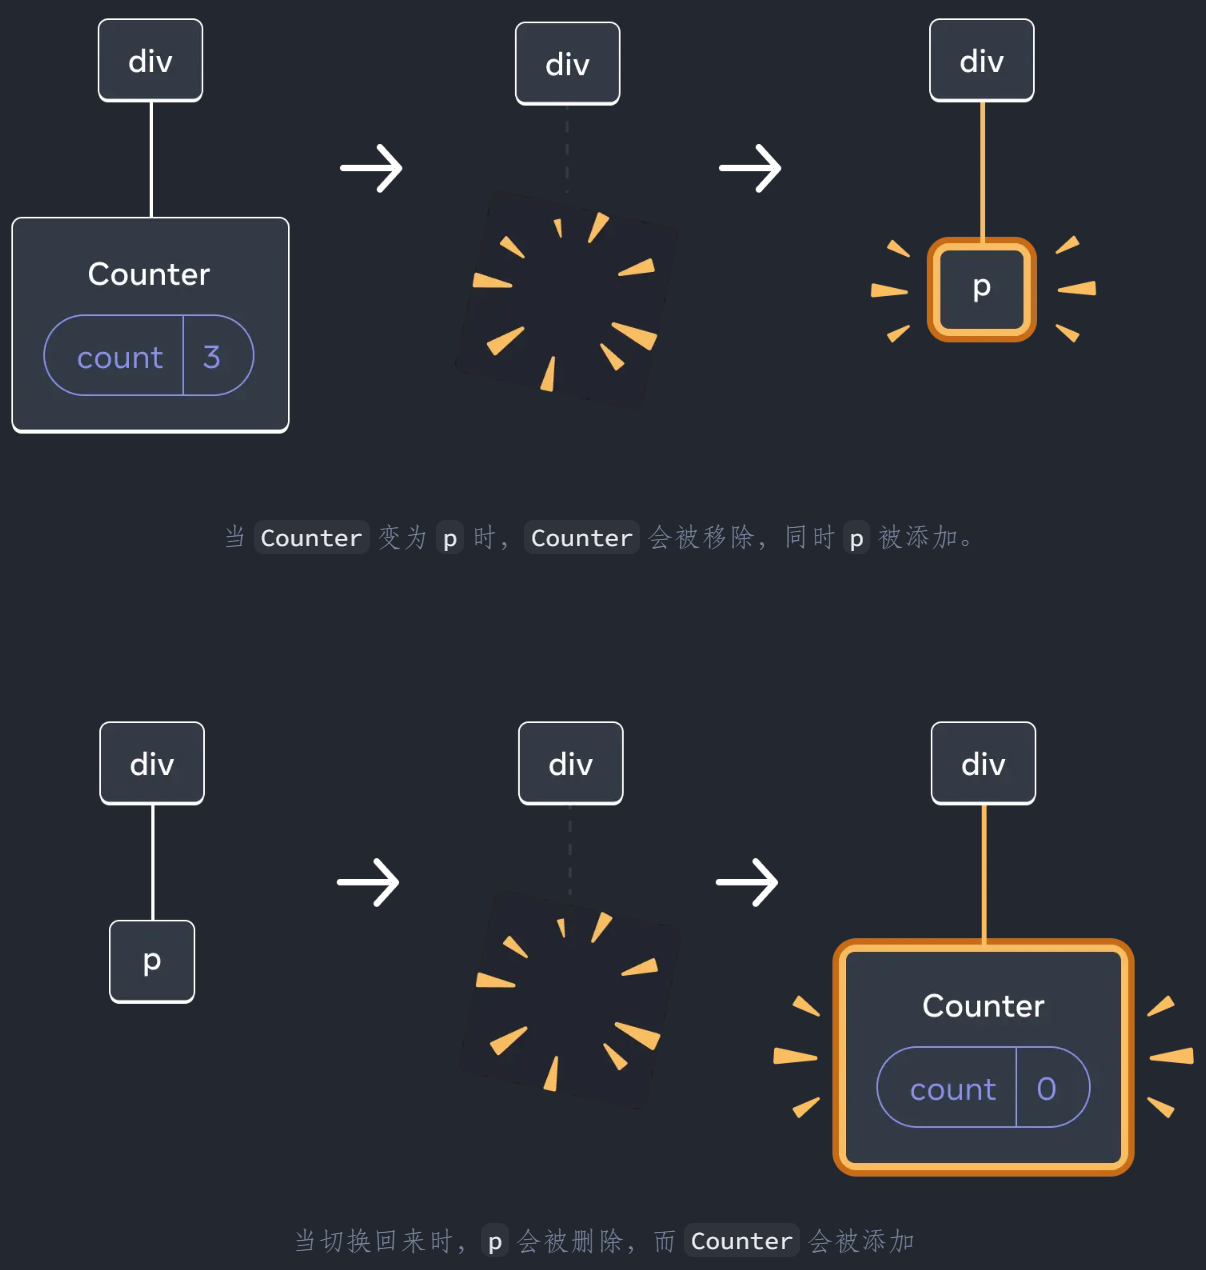 div
div
div
Counter
count 3
p
当 Counter 变为 p 时，Counter 会被移除，同时 p 被添加。
div
div
div
p
Counter
count 0
当切换回来时，p 会被删除，而 Counter 会被添加